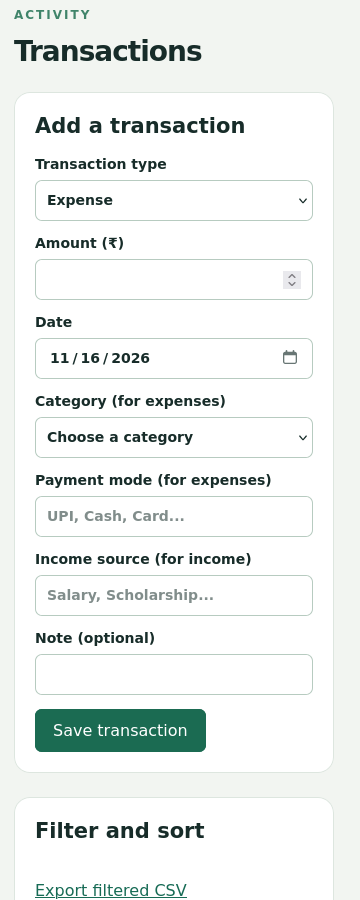 ACTIVITY
Transactions
Add a transaction
Transaction type
Expense
Amount (₹)
Date
11/16/2026
Category (for expenses)
Choose a category
Payment mode (for expenses)
UPI, Cash, Card...
Income source (for income)
Salary, Scholarship...
Note (optional)
Save transaction
Filter and sort
Export filtered CSV